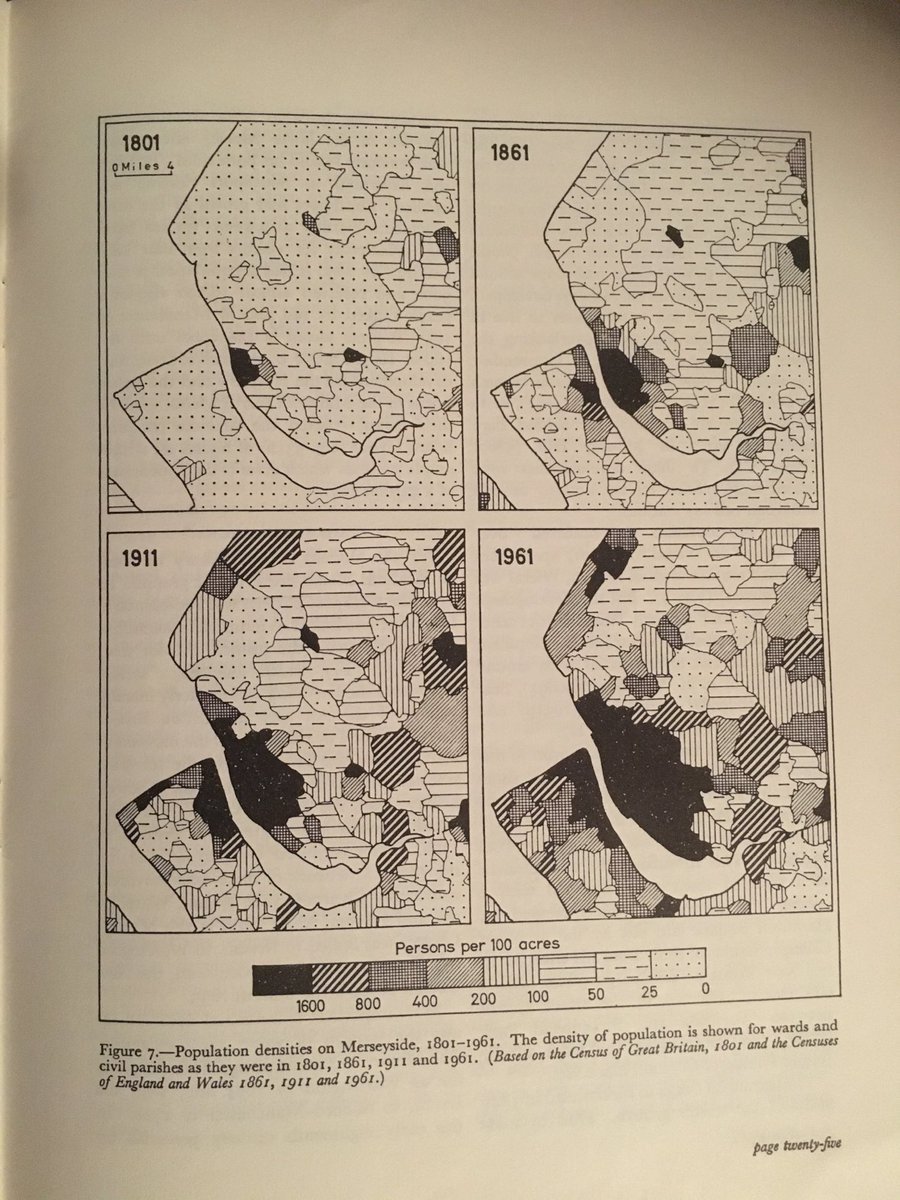 1801
0 Miles 4
1861
1911
1961
Persons per 100 acres
1600 800 400 200 100 50 25 0
Figure 7.—Population densities on Merseyside, 1801–1961. The density of population is shown for wards and
civil parishes as they were in 1801, 1861, 1911 and 1961. (Based on the Census of Great Britain, 1801 and the Censuses
of England and Wales 1861, 1911 and 1961.)
page twenty-five